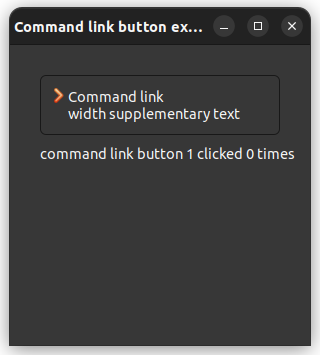 Command link button ex...
Command link
width supplementary text
command link button 1 clicked 0 times